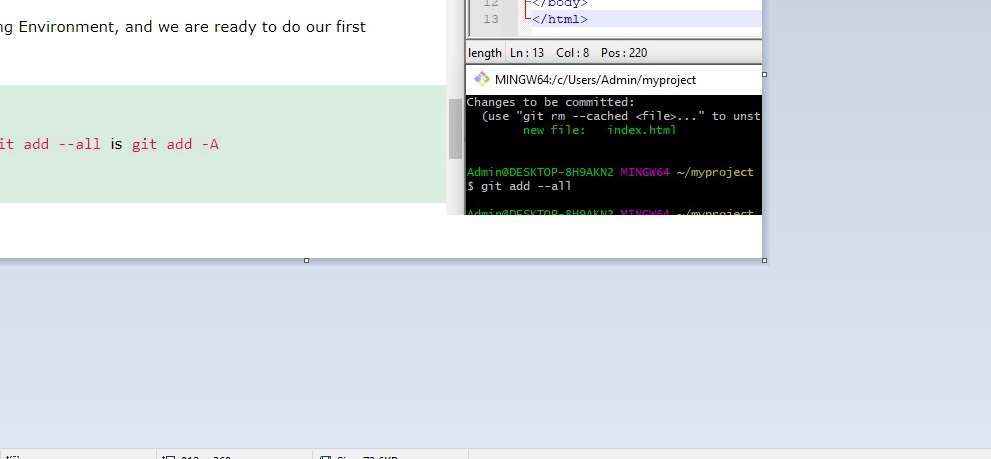 ng Environment, and we are ready to do our first
it add --all is git add -A
12 </body>
13 </html>
length Ln : 13 Col : 8 Pos : 220
MINGW64:/c/Users/Admin/myproject
Changes to be committed:
(use "git rm --cached <file>..." to unst
new file: index.html
Admin@DESKTOP-8H9AKN2 MINGW64 ~/myproject
$ git add --all
Admin@DESKTOP-8H9AKN2 MINGW64 ~/myproject